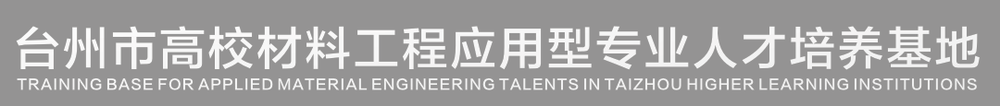 台州市高校材料工程应用型专业人才培养基地
TRAINING BASE FOR APPLIED MATERIAL ENGINEERING TALENTS IN TAIZHOU HIGHER LEARNING INSTITUTIONS